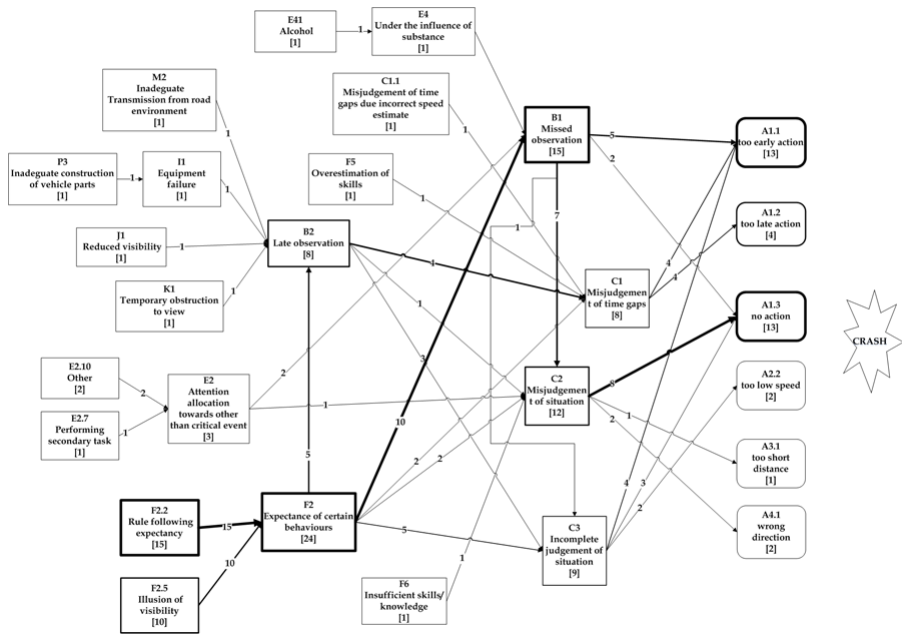 E41
Alcohol
[1]
1
E4
Under the influence of
substance
[1]
M2
Inadequate
Transmission from road
environment
[1]
1
C1.1
Misjudgement of time
gaps due incorrect speed
estimate
[1]
1
B1
Missed
observation
[15]
5
2
7
1
A1.1
too early action
[13]
P3
Inadequate construction
of vehicle parts
[1]
1
I1
Equipment
failure
[1]
1
F5
Overestimation of
skills
[1]
1
J1
Reduced visibility
[1]
1
B2
Late observation
[8]
4
1
3
A1.2
too late action
[4]
K1
Temporary obstruction
to view
[1]
1
C1
Misjudgemen
t of time gaps
[8]
4
4
A1.3
no action
[13]
CRASH
E2.10
Other
[2]
2
E2
Attention
allocation
towards other
than critical event
[3]
2
1
C2
Misjudgem
ent of situation
[12]
1
2
A2.2
too low speed
[2]
E2.7
Performing
secondary task
[1]
1
A3.1
too short
distance
[1]
F2.2
Rule following
expectancy
[15]
15
F2
Expectance of certain
behaviours
[24]
5
10
2
2
5
C3
Incomplete
judgement of
situation
[9]
4
3
2
A4.1
wrong
direction
[2]
F2.5
Illusion of
visibility
[10]
10
F6
Insufficient skills/
knowledge
[1]
1